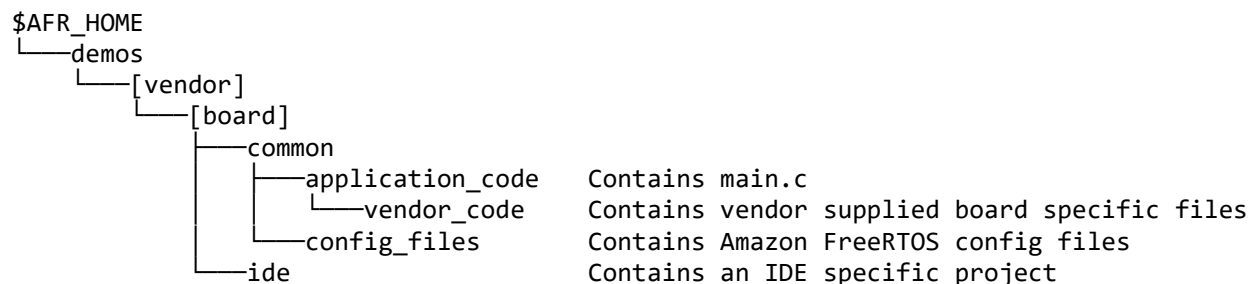 $AFR_HOME
└───demos
    └───[vendor]
        └───[board]
            ├───common
            │   ├───application_code   Contains main.c
            │   │   └───vendor_code    Contains vendor supplied board specific files
            │   └───config_files       Contains Amazon FreeRTOS config files
            └───ide                    Contains an IDE specific project